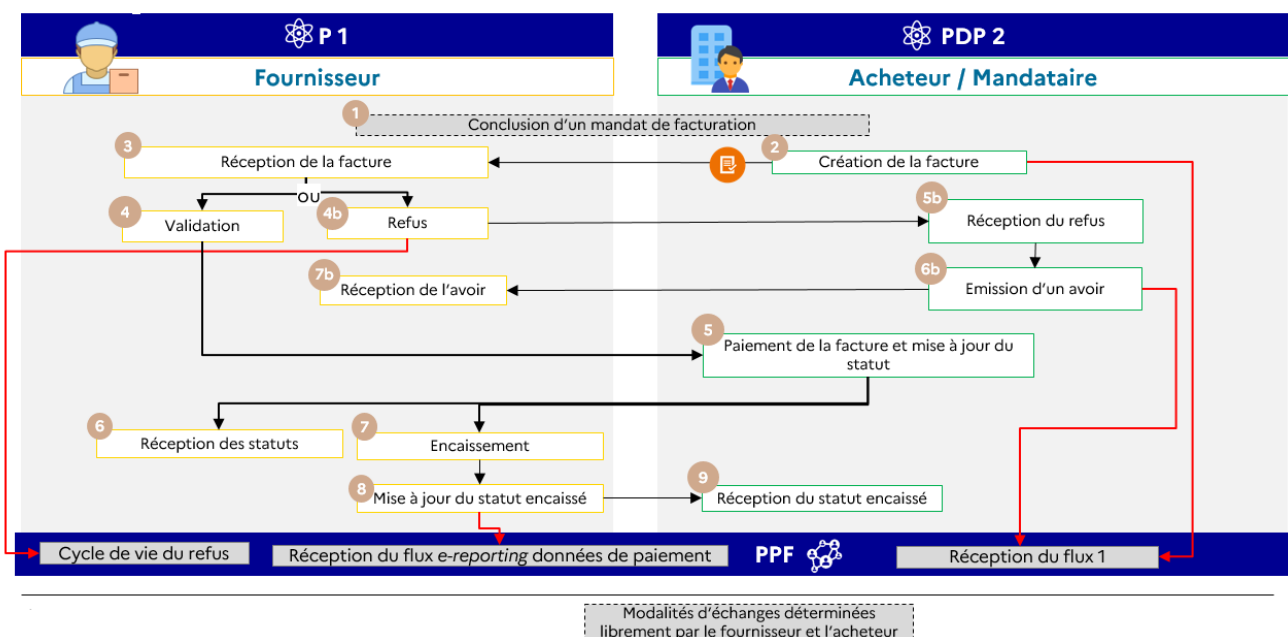 P 1
PDP 2
Fournisseur
Acheteur / Mandataire
1
Conclusion d'un mandat de facturation
3
Réception de la facture
2
Création de la facture
OU
4
Validation
4b
Refus
5b
Réception du refus
7b
Réception de l'avoir
6b
Emission d'un avoir
5
Paiement de la facture et mise à jour du
statut
6
Réception des statuts
7
Encaissement
8
Mise à jour du statut encaissé
9
Réception du statut encaissé
Cycle de vie du refus
Réception du flux e-reporting données de paiement
PPF
Réception du flux 1
Modalités d'échanges déterminées
librement par le fournisseur et l'acheteur